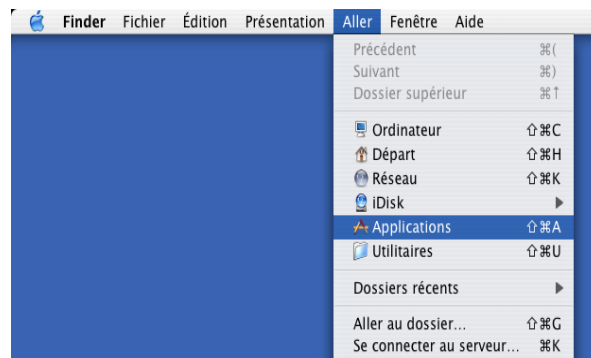 Finder Fichier Édition Présentation Aller Fenêtre Aide
Précédent ⌘(
Suivant ⌘)
Dossier supérieur ⌘↑
Ordinateur ⇧⌘C
Départ ⇧⌘H
Réseau ⇧⌘K
iDisk
Applications ⇧⌘A
Utilitaires ⇧⌘U
Dossiers récents
Aller au dossier... ⇧⌘G
Se connecter au serveur... ⌘K